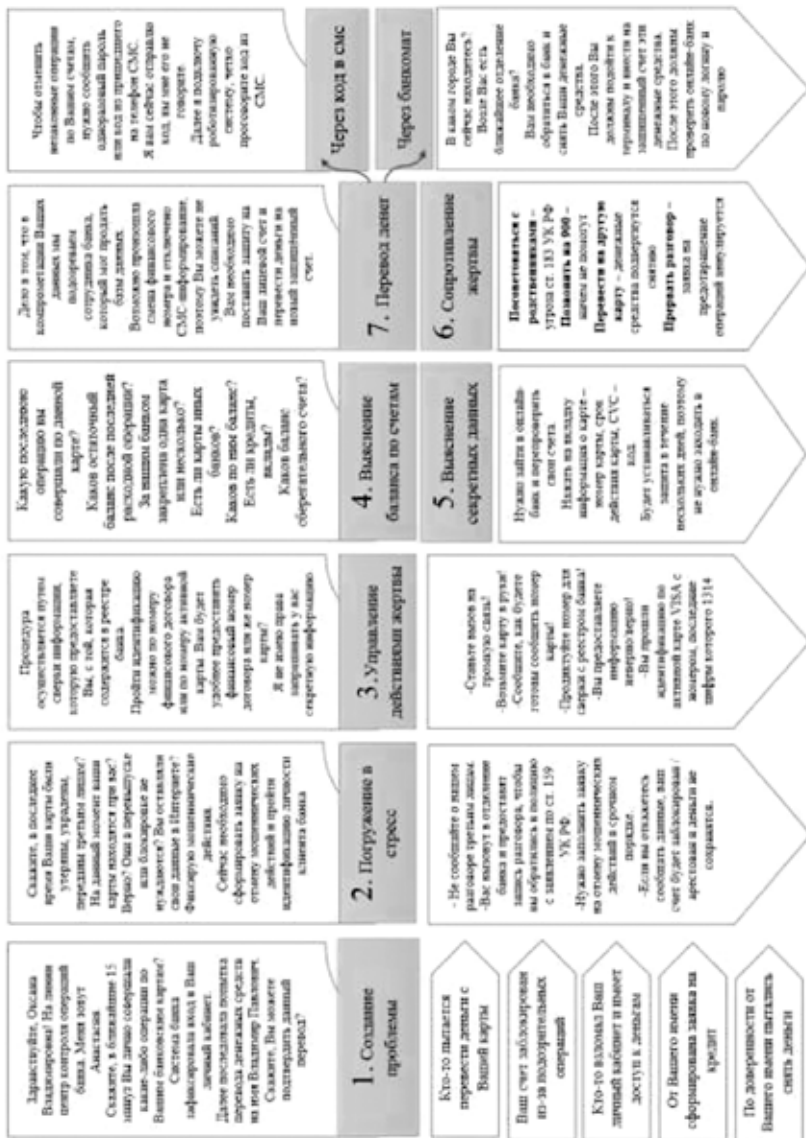 Здравствуйте, Оксана
Владимировна! На линии
центр контроля операций
банка. Меня зовут
Анастасия
Скажите, в ближайшие 15
минут Вы лично совершали
какие-либо операции по
Вашим банковским картам?
Система банка
зафиксировала вход в Ваш
личный кабинет.
Далее последовала попытка
перевода денежных средств
на имя Владимир Павлович.
Скажите, Вы можете
подтвердить данный
перевод?
1. Создание
проблемы
Кто-то пытается
перевести деньги с
Вашей карты
Ваш счет заблокирован
из-за подозрительных
операций
Кто-то взломал Ваш
личный кабинет и имеет
доступ к деньгам
От Вашего имени
сформирована заявка на
кредит
По доверенности от
Вашего имени пытались
снять деньги
Скажите, в последнее
время Ваши карты были
утеряны, украдены,
переданы третьим лицам?
На данный момент ваши
карты находятся при вас?
Верно? Они в перевыпуске
или блокировке не
нуждаются? Вы оставляли
свои данные в Интернете?
Фиксирую мошеннические
действия.
Сейчас необходимо
сформировать заявку на
отмену мошеннических
действий и пройти
идентификацию личности
клиента банка
2. Погружение в
стресс
- Не сообщайте о нашем
разговоре третьим лицам.
-Вас вызовут в отделение
банка и предоставят
запись разговора, чтобы
вы обратились в полицию
с заявлением по ст. 159
УК РФ.
-Нужно заполнить заявку
на отмену мошеннических
действий в срочном
порядке.
-Если вы откажетесь
сообщать данные, ваш
счет будет заблокирован /
арестован и деньги не
сохранятся.
Процедура
осуществляется путем
сверки информации,
которую предоставляете
Вы, с той, которая
содержится в реестре
банка.
Пройти идентификацию
можно по номеру
финансового договора
или по номеру активной
карты. Вам будет
удобнее предоставить
финансовый номер
договора или же номер
карты?
Я не имею права
запрашивать у вас
секретную информацию
3. Управление
действиями жертвы
-Ставьте вызов на
громкую связь!
-Возьмите карту в руки!
-Сообщите, как будете
готовы сообщить номер
карты!
-Продиктуйте номер для
сверки с реестром банка!
-Вы предоставляете
информацию
неверно/верно!
-Вы прошли
идентификацию по
активной карте VISA с
номером, последние
цифры которого 1314
Какую последнюю
операцию вы
совершали по данной
карте?
Каков остаточный
баланс после последней
расходной операции?
За нашим банком
закреплена одна карта
или несколько?
Есть ли карты иных
банков?
Каков по ним баланс?
Есть ли кредиты,
вклады?
Каков баланс
сберегательного счета?
4. Выяснение
баланса по счетам
5. Выяснение
секретных данных
Нужно зайти в онлайн-
банк и перепроверить
свои счета.
Нажать на вкладку
информация о карте –
номер карты, срок
действия карты, CVC –
код.
Будет устанавливаться
защита в течение
нескольких дней, поэтому
не нужно заходить в
онлайн-банк.
Дело в том, что в
компрометации Ваших
данных мы
подозреваем
сотрудника банка,
который мог продать
базы данных.
Возможно произошла
смена финансового
номера и отключено
СМС-информирование,
поэтому Вы можете не
увидеть списаний.
Вам необходимо
поставить защиту на
Ваш лицевой счет и
перевести деньги на
новый защищённый
счет.
7. Перевод денег
6. Сопротивление
жертвы
Посоветоваться с
родственниками –
угроза ст. 183 УК РФ
Позвонить на 900 –
ничем не помогут
Перевести на другую
карту – денежные
средства подвергнутся
снятию
Прервать разговор –
заявка на
предотвращение
операций аннулируется
Чтобы отменить
незаконные операции
по Вашим счетам,
нужно сообщить
одноразовый пароль
или код из пришедшего
на телефон СМС.
Я вам сейчас отправлю
код, вы мне его не
говорите.
Далее я подключу
роботизированную
систему, четко
проговорите код из
СМС.
Через код в смс
Через банкомат
В каком городе Вы
сейчас находитесь?
Возле Вас есть
ближайшее отделение
банка?
Вам необходимо
обратиться в банк и
снять Ваши денежные
средства.
После этого Вы
должны подойти к
терминалу и внести на
защищенный счет эти
денежные средства.
После этого должны
проверить онлайн-банк
по новому логину и
паролю